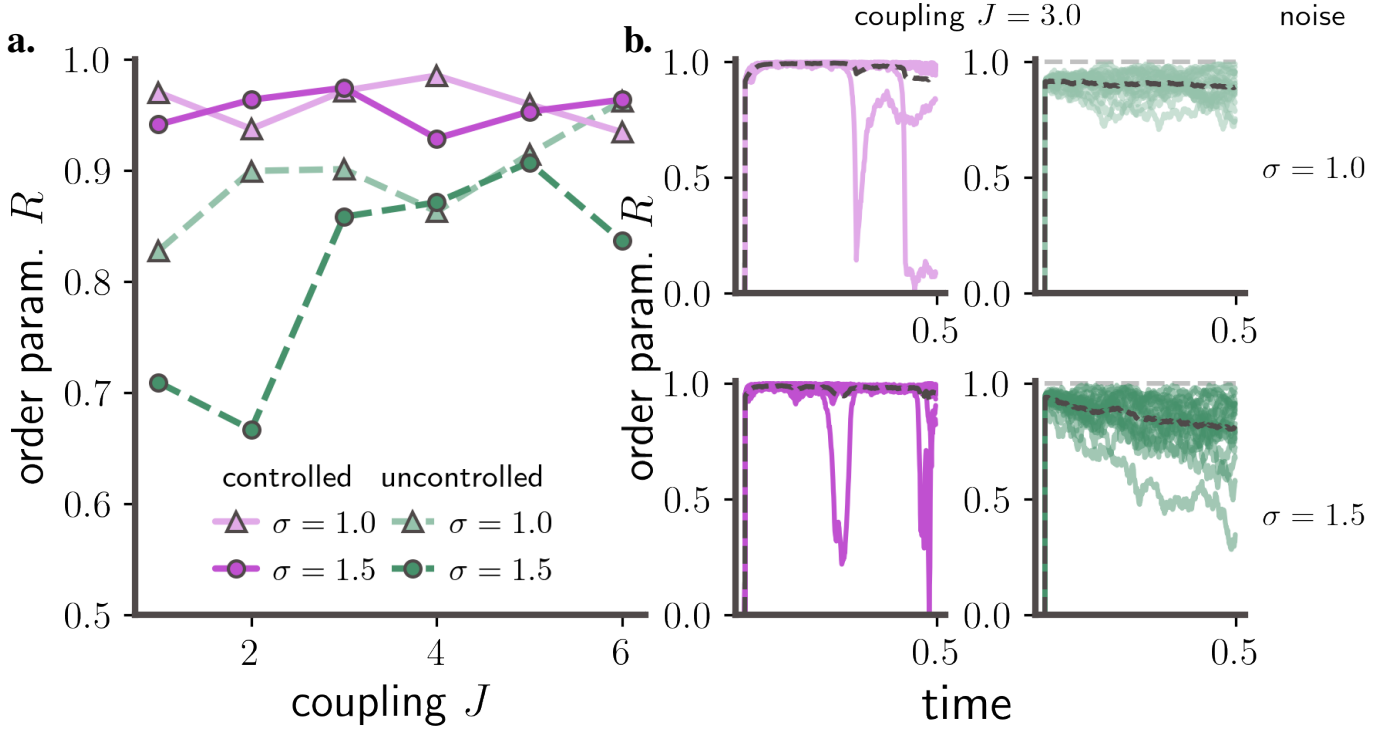 a.
order param. R
1.0
0.9
0.8
0.7
0.6
0.5
2 4 6
coupling J
controlled uncontrolled
σ = 1.0 σ = 1.0
σ = 1.5 σ = 1.5
b.
coupling J = 3.0 noise
order param. R
1.0 1.0
0.5 0.5
0.0 0.0
0.5 0.5
σ = 1.0
1.0 1.0
0.5 0.5
0.0 0.0
0.5 0.5
σ = 1.5
time